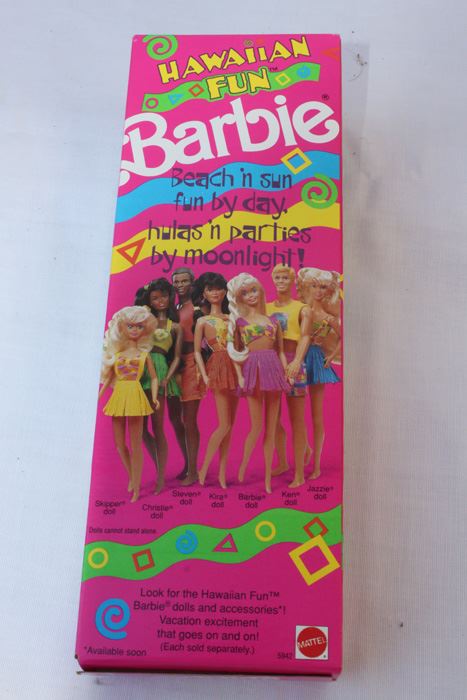 HAWAIIAN
FUN™
Barbie®
Beach 'n sun
fun by day,
hulas 'n parties
by moonlight!
Skipper® doll
Christie® doll
Steven® doll
Kira® doll
Barbie® doll
Ken® doll
Jazzie® doll
Dolls cannot stand alone.
Look for the Hawaiian Fun™
Barbie® dolls and accessories*!
Vacation excitement
that goes on and on!
(Each sold separately.)
*Available soon
5942
MATTEL